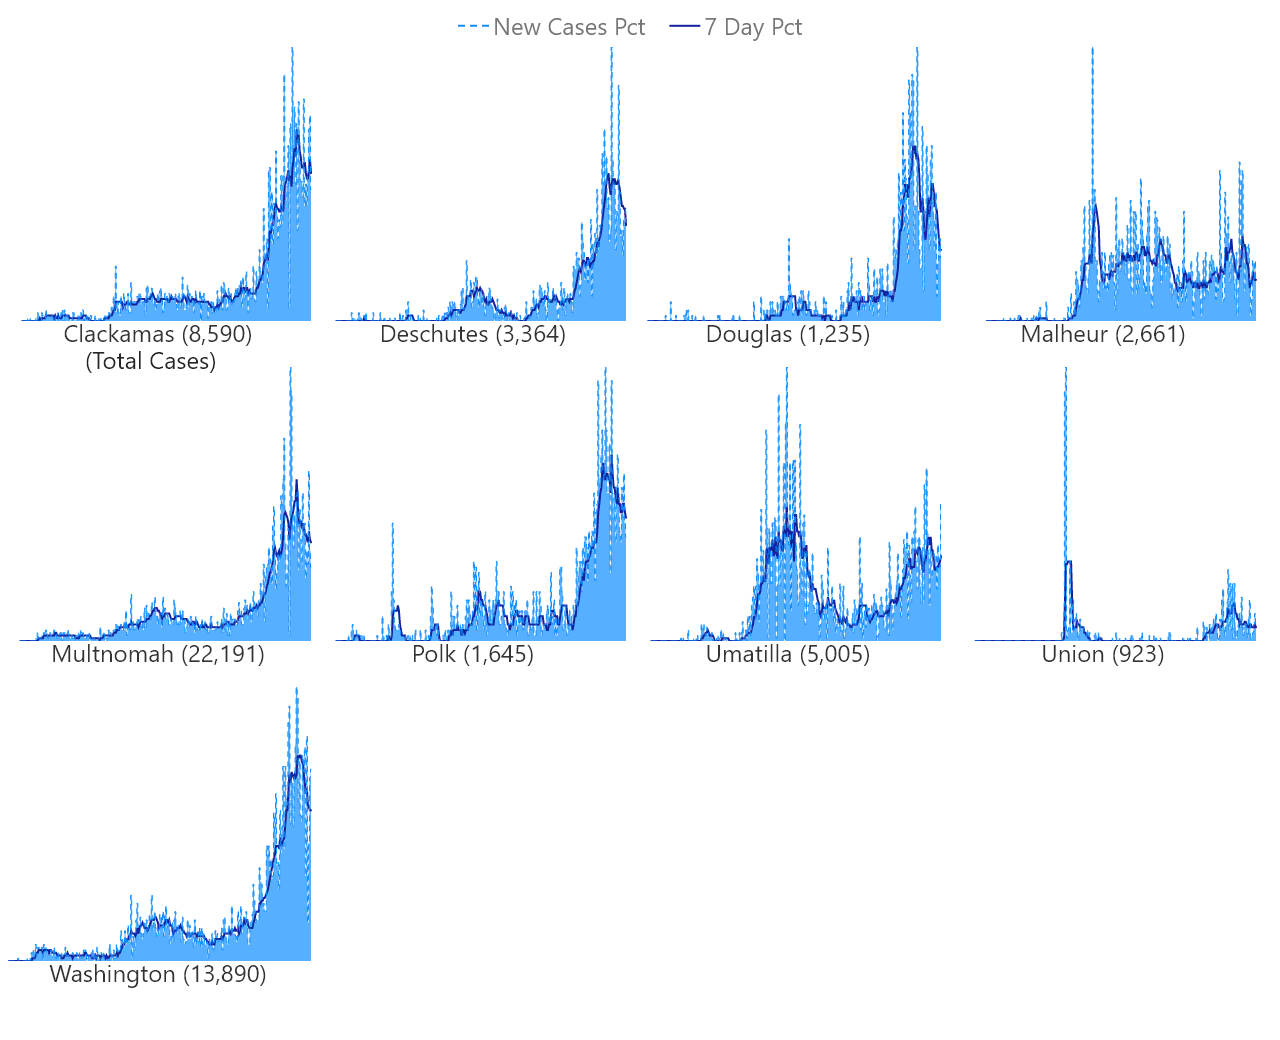 New Cases Pct 7 Day Pct
Clackamas (8,590)
(Total Cases)
Deschutes (3,364)
Douglas (1,235)
Malheur (2,661)
Multnomah (22,191)
Polk (1,645)
Umatilla (5,005)
Union (923)
Washington (13,890)